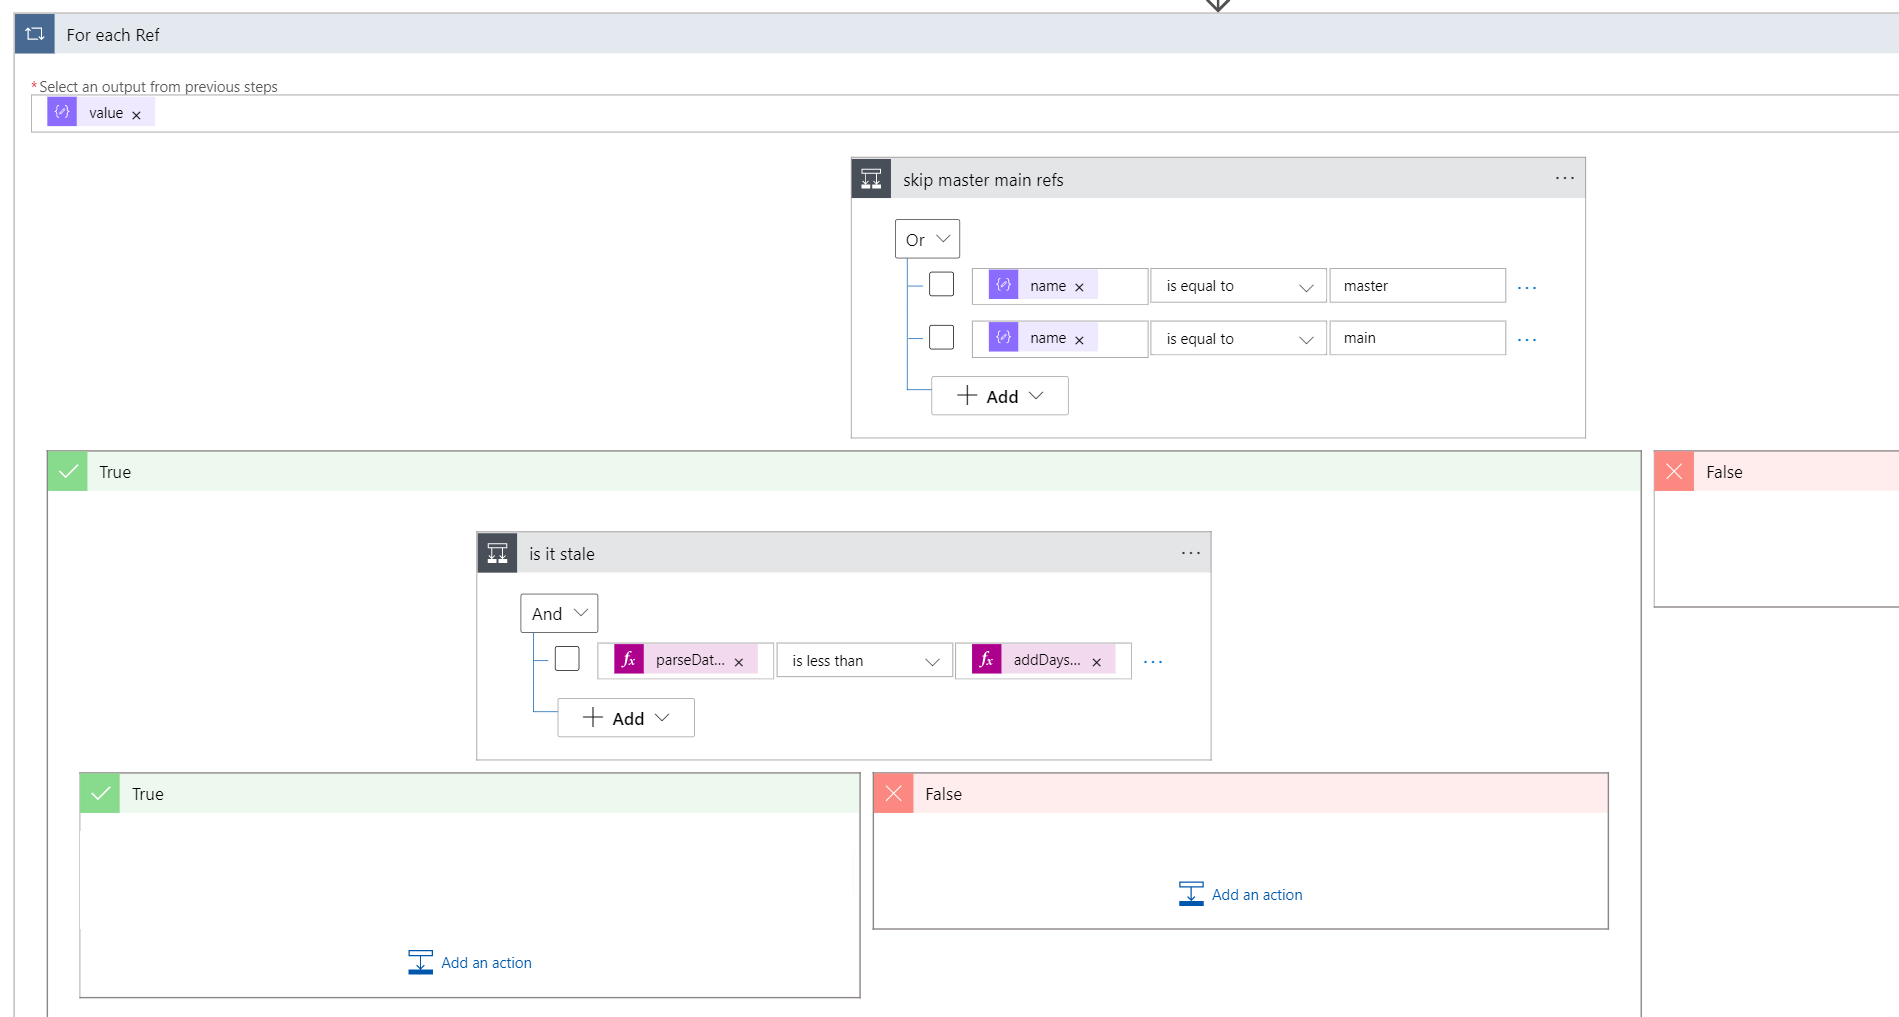 For each Ref
*Select an output from previous steps
value ×
skip master main refs ...
Or
name × is equal to master ...
name × is equal to main ...
+ Add
True
False
is it stale ...
And
fx parseDat... × is less than fx addDays... × ...
+ Add
True
False
Add an action
Add an action